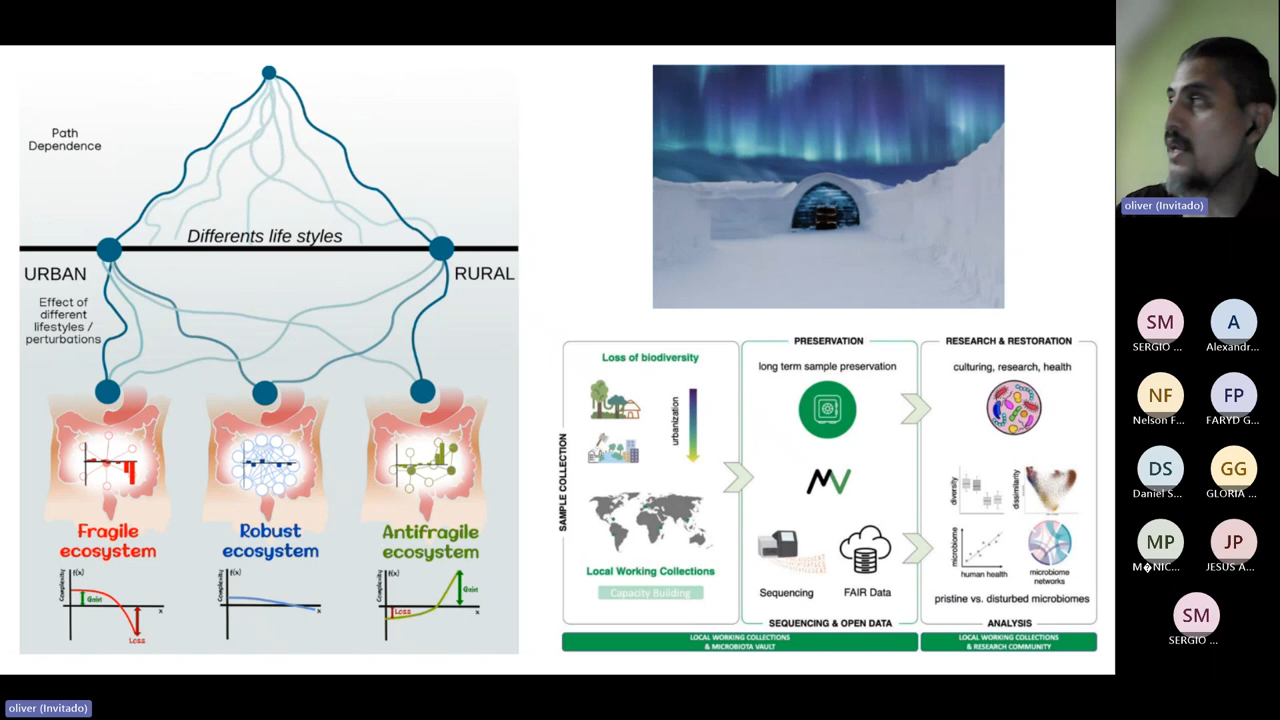 Path
Dependence
Differents life styles
URBAN
RURAL
Effect of
different
lifestyles /
perturbations
Fragile
ecosystem
Robust
ecosystem
Antifragile
ecosystem
Complexity
f(x)
Gain
x
Loss
Complexity
f(x)
x
Complexity
f(x)
Loss
Gain
x
SAMPLE COLLECTION
Loss of biodiversity
urbanization
Local Working Collections
Capacity Building
PRESERVATION
long term sample preservation
Sequencing
FAIR Data
SEQUENCING & OPEN DATA
RESEARCH & RESTORATION
culturing, research, health
diversity
dissimilarity
microbiome
human health
microbiome
networks
pristine vs. disturbed microbiomes
ANALYSIS
LOCAL WORKING COLLECTIONS
& MICROBIOTA VAULT
LOCAL WORKING COLLECTIONS
& RESEARCH COMMUNITY
oliver (Invitado)
SM
SERGIO ...
A
Alexandr...
NF
Nelson F...
FP
FARYD G...
DS
Daniel S...
GG
GLORIA ...
MP
M�NIC...
JP
JESUS A...
SM
SERGIO ...
oliver (Invitado)